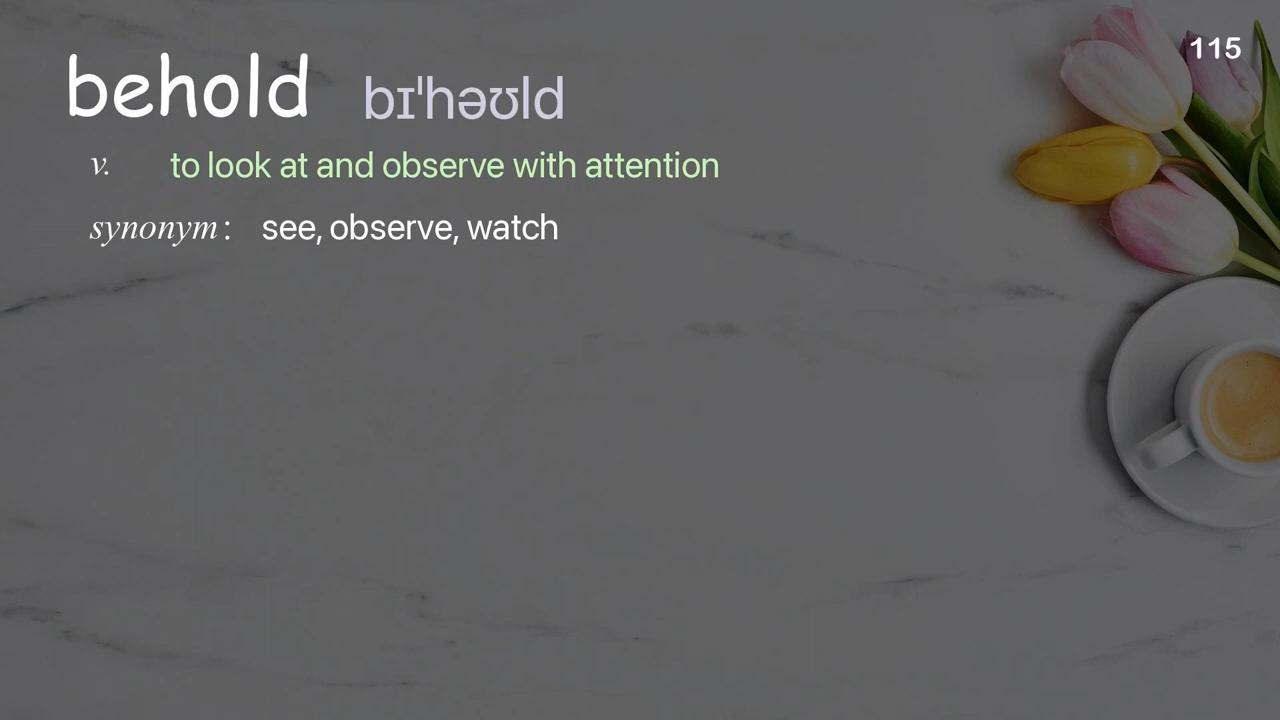 115
behold bɪˈhəʊld
v. to look at and observe with attention
synonym: see, observe, watch